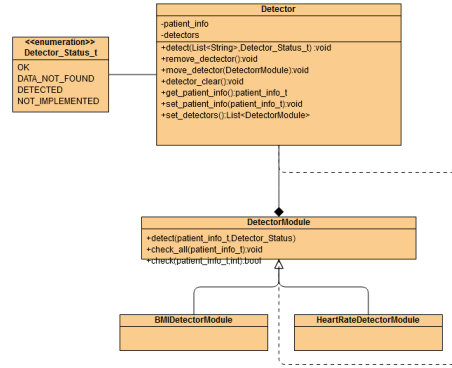 Detector
-patient_info
-detectors
+detect(List<String>,Detector_Status_t):void
+remove_dectector():void
+move_detector(DetectorrModule):void
+detector_clear():void
+get_patient_info():patient_info_t
+set_patient_info(patient_info_t):void
+set_detectors():List<DetectorModule>
<<enumeration>>
Detector_Status_t
OK
DATA_NOT_FOUND
DETECTED
NOT_IMPLEMENTED
DetectorModule
+detect(patient_info_t,Detector_Status)
+check_all(patient_info_t):void
+check(patient_info_t,int):bool
BMIDetectorModule
HeartRateDetectorModule